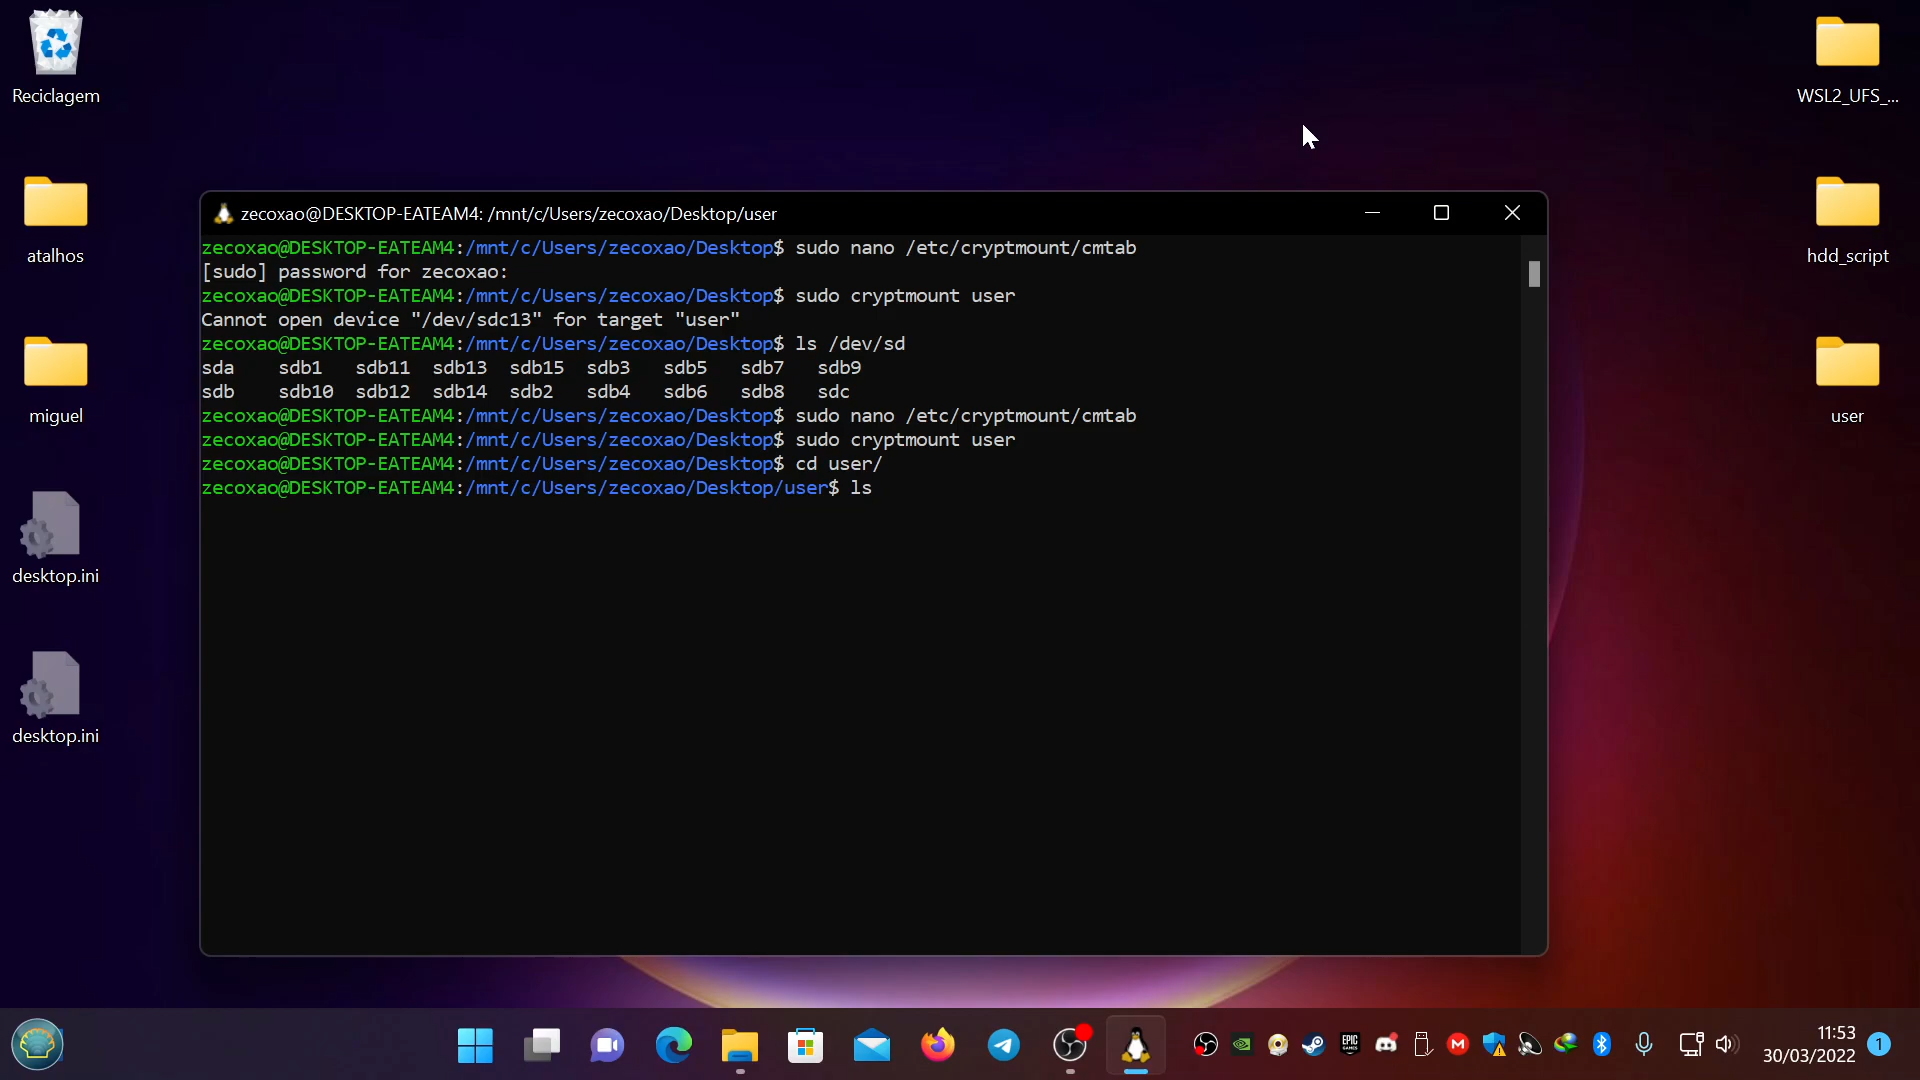 Reciclagem
atalhos
miguel
desktop.ini
desktop.ini
WSL2_UFS_...
hdd_script
user
zecoxao@DESKTOP-EATEAM4: /mnt/c/Users/zecoxao/Desktop/user
zecoxao@DESKTOP-EATEAM4:/mnt/c/Users/zecoxao/Desktop$ sudo nano /etc/cryptmount/cmtab
[sudo] password for zecoxao:
zecoxao@DESKTOP-EATEAM4:/mnt/c/Users/zecoxao/Desktop$ sudo cryptmount user
Cannot open device "/dev/sdc13" for target "user"
zecoxao@DESKTOP-EATEAM4:/mnt/c/Users/zecoxao/Desktop$ ls /dev/sd
sda    sdb1   sdb11  sdb13  sdb15  sdb3   sdb5   sdb7   sdb9
sdb    sdb10  sdb12  sdb14  sdb2   sdb4   sdb6   sdb8   sdc
zecoxao@DESKTOP-EATEAM4:/mnt/c/Users/zecoxao/Desktop$ sudo nano /etc/cryptmount/cmtab
zecoxao@DESKTOP-EATEAM4:/mnt/c/Users/zecoxao/Desktop$ sudo cryptmount user
zecoxao@DESKTOP-EATEAM4:/mnt/c/Users/zecoxao/Desktop$ cd user/
zecoxao@DESKTOP-EATEAM4:/mnt/c/Users/zecoxao/Desktop/user$ ls
EPIC
GAMES
M
11:53
30/03/2022
1